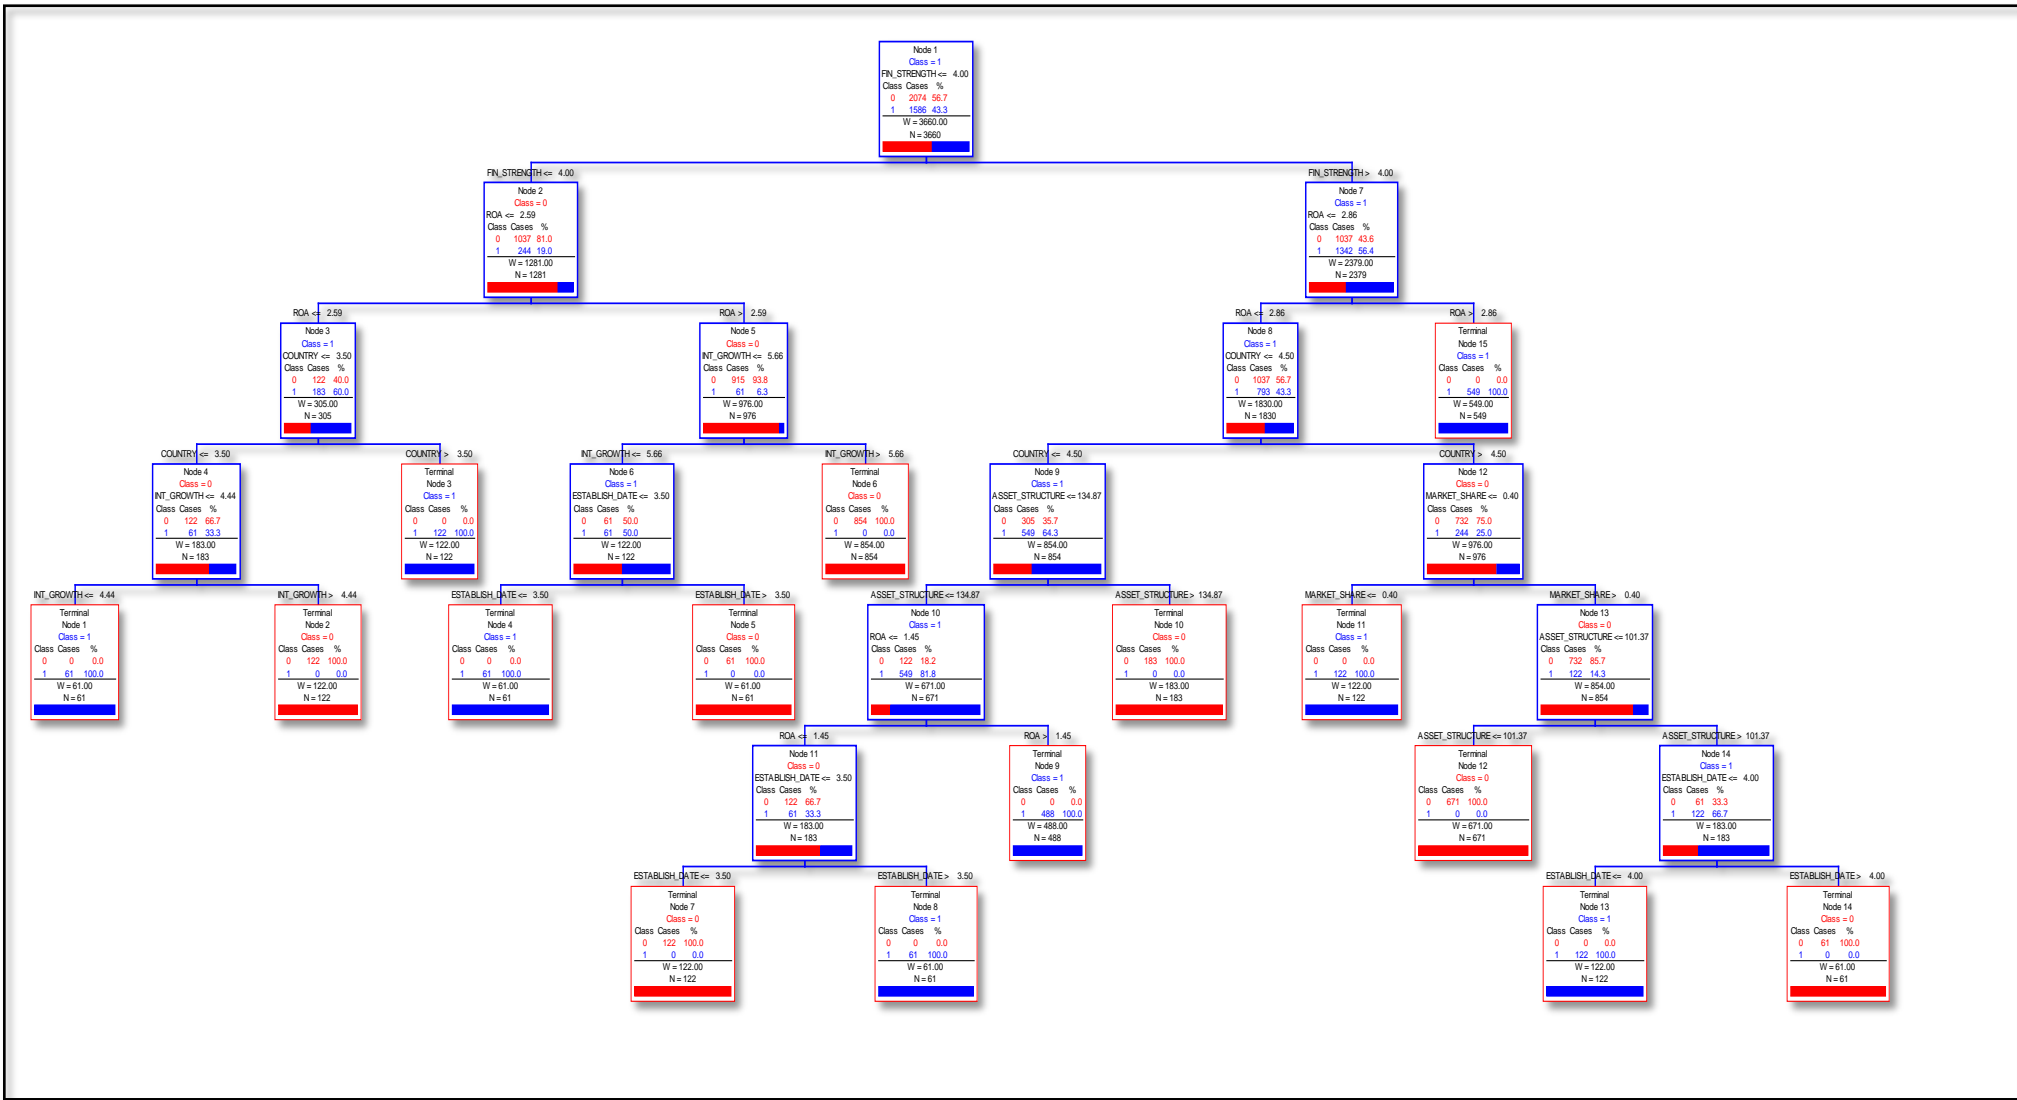 Node 1
Class = 1
FIN_STRENGTH <= 4.00
Class Cases %
0 2074 56.7
1 1586 43.3
W = 3660.00
N = 3660
FIN_STRENGTH <= 4.00
FIN_STRENGTH > 4.00
Node 2
Class = 0
ROA <= 2.59
Class Cases %
0 1037 81.0
1 244 19.0
W = 1281.00
N = 1281
Node 7
Class = 1
ROA <= 2.86
Class Cases %
0 1037 43.6
1 1342 56.4
W = 2379.00
N = 2379
ROA <= 2.59
ROA > 2.59
ROA <= 2.86
ROA > 2.86
Node 3
Class = 1
COUNTRY <= 3.50
Class Cases %
0 122 40.0
1 183 60.0
W = 305.00
N = 305
Node 5
Class = 0
INT_GROWTH <= 5.66
Class Cases %
0 915 93.8
1 61 6.3
W = 976.00
N = 976
Node 8
Class = 1
COUNTRY <= 4.50
Class Cases %
0 1037 56.7
1 793 43.3
W = 1830.00
N = 1830
Terminal
Node 15
Class = 1
Class Cases %
0 0 0.0
1 549 100.0
W = 549.00
N = 549
COUNTRY <= 3.50
COUNTRY > 3.50
INT_GROWTH <= 5.66
INT_GROWTH > 5.66
COUNTRY <= 4.50
COUNTRY > 4.50
Node 4
Class = 0
INT_GROWTH <= 4.44
Class Cases %
0 122 66.7
1 61 33.3
W = 183.00
N = 183
Terminal
Node 3
Class = 1
Class Cases %
0 0 0.0
1 122 100.0
W = 122.00
N = 122
Node 6
Class = 1
ESTABLISH_DATE <= 3.50
Class Cases %
0 61 50.0
1 61 50.0
W = 122.00
N = 122
Terminal
Node 6
Class = 0
Class Cases %
0 854 100.0
1 0 0.0
W = 854.00
N = 854
Node 9
Class = 1
ASSET_STRUCTURE <= 134.87
Class Cases %
0 305 35.7
1 549 64.3
W = 854.00
N = 854
Node 12
Class = 0
MARKET_SHARE <= 0.40
Class Cases %
0 732 75.0
1 244 25.0
W = 976.00
N = 976
INT_GROWTH <= 4.44
INT_GROWTH > 4.44
ESTABLISH_DATE <= 3.50
ESTABLISH_DATE > 3.50
ASSET_STRUCTURE <= 134.87
ASSET_STRUCTURE > 134.87
MARKET_SHARE <= 0.40
MARKET_SHARE > 0.40
Terminal
Node 1
Class = 1
Class Cases %
0 0 0.0
1 61 100.0
W = 61.00
N = 61
Terminal
Node 2
Class = 0
Class Cases %
0 122 100.0
1 0 0.0
W = 122.00
N = 122
Terminal
Node 4
Class = 1
Class Cases %
0 0 0.0
1 61 100.0
W = 61.00
N = 61
Terminal
Node 5
Class = 0
Class Cases %
0 61 100.0
1 0 0.0
W = 61.00
N = 61
Node 10
Class = 1
ROA <= 1.45
Class Cases %
0 122 18.2
1 549 81.8
W = 671.00
N = 671
Terminal
Node 10
Class = 0
Class Cases %
0 183 100.0
1 0 0.0
W = 183.00
N = 183
Terminal
Node 11
Class = 1
Class Cases %
0 0 0.0
1 122 100.0
W = 122.00
N = 122
Node 13
Class = 0
ASSET_STRUCTURE <= 101.37
Class Cases %
0 732 85.7
1 122 14.3
W = 854.00
N = 854
ROA <= 1.45
ROA > 1.45
ASSET_STRUCTURE <= 101.37
ASSET_STRUCTURE > 101.37
Node 11
Class = 0
ESTABLISH_DATE <= 3.50
Class Cases %
0 122 66.7
1 61 33.3
W = 183.00
N = 183
Terminal
Node 9
Class = 1
Class Cases %
0 0 0.0
1 488 100.0
W = 488.00
N = 488
Terminal
Node 12
Class = 0
Class Cases %
0 671 100.0
1 0 0.0
W = 671.00
N = 671
Node 14
Class = 1
ESTABLISH_DATE <= 4.00
Class Cases %
0 61 33.3
1 122 66.7
W = 183.00
N = 183
ESTABLISH_DATE <= 3.50
ESTABLISH_DATE > 3.50
ESTABLISH_DATE <= 4.00
ESTABLISH_DATE > 4.00
Terminal
Node 7
Class = 0
Class Cases %
0 122 100.0
1 0 0.0
W = 122.00
N = 122
Terminal
Node 8
Class = 1
Class Cases %
0 0 0.0
1 61 100.0
W = 61.00
N = 61
Terminal
Node 13
Class = 1
Class Cases %
0 0 0.0
1 122 100.0
W = 122.00
N = 122
Terminal
Node 14
Class = 0
Class Cases %
0 61 100.0
1 0 0.0
W = 61.00
N = 61